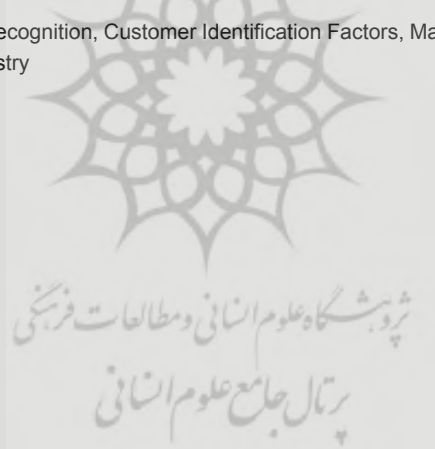 ecognition, Customer Identification Factors, Ma
stry
پژوهشگاه علوم انسانی و مطالعات فرهنگی
پرتال جامع علوم انسانی